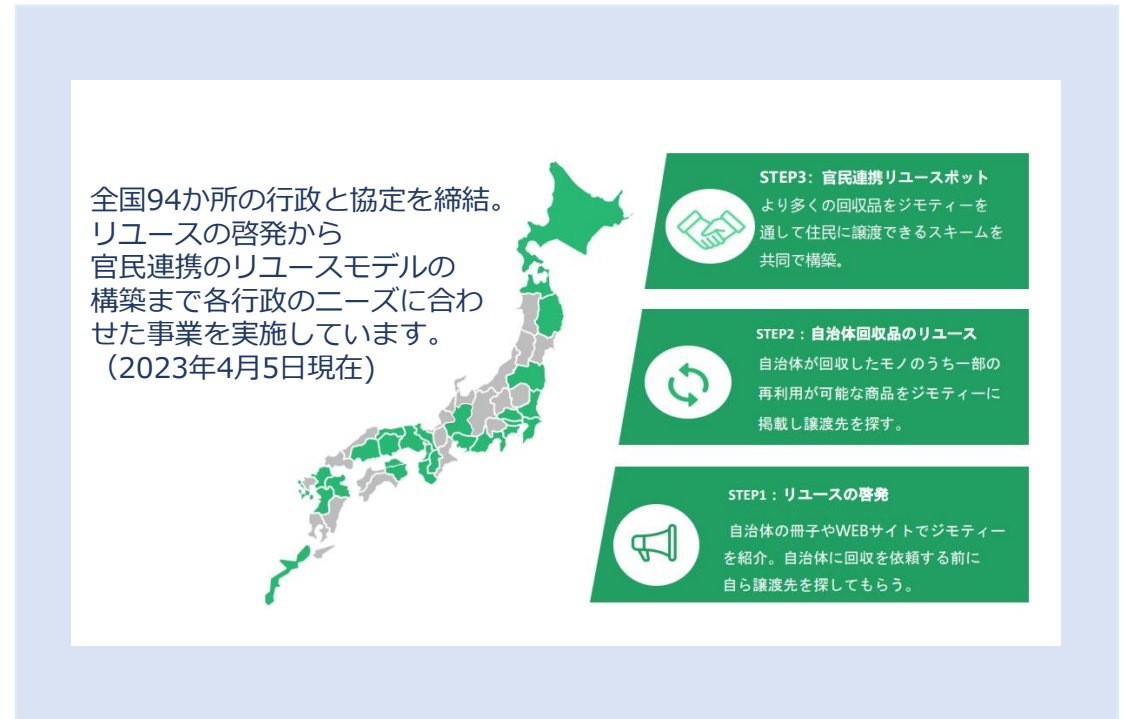 全国94か所の行政と協定を締結。
リユースの啓発から
官民連携のリユースモデルの
構築まで各行政のニーズに合わ
せた事業を実施しています。
（2023年4月5日現在)
STEP3：官民連携リユースポット
より多くの回収品をジモティーを
通して住民に譲渡できるスキームを
共同で構築。
STEP2：自治体回収品のリユース
自治体が回収したモノのうち一部の
再利用が可能な商品をジモティーに
掲載し譲渡先を探す。
STEP1：リユースの啓発
自治体の冊子やWEBサイトでジモティー
を紹介。自治体に回収を依頼する前に
自ら譲渡先を探してもらう。